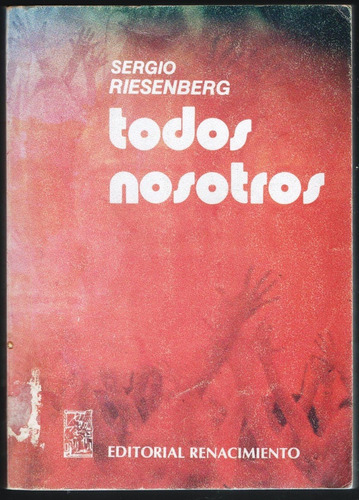 SERGIO
RIESENBERG
todos
nosotros
EDITORIAL RENACIMIENTO